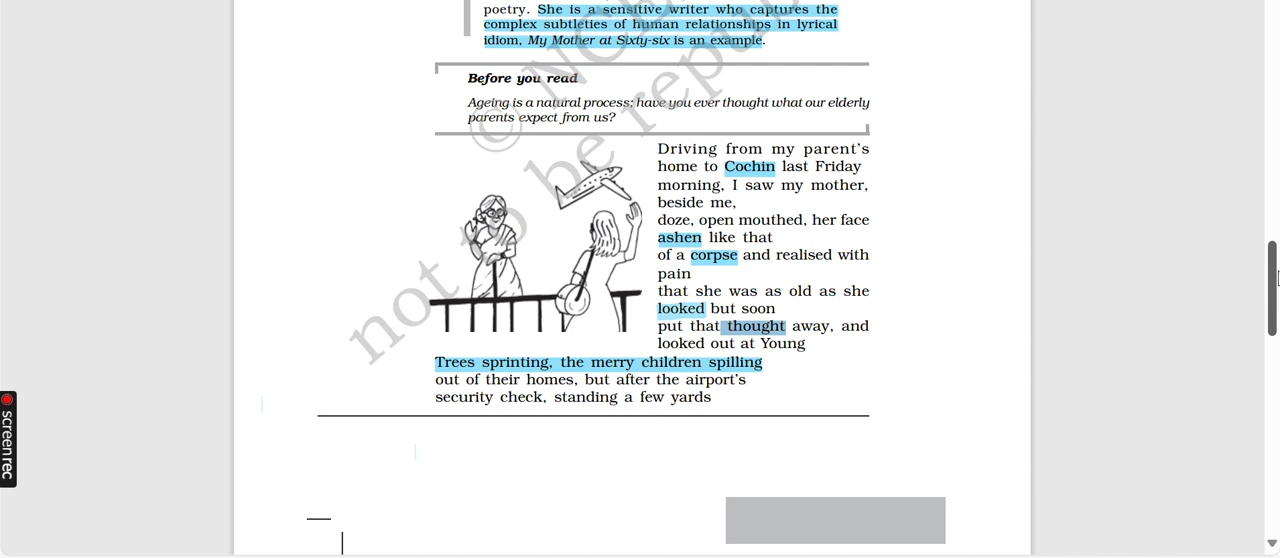 poetry. She is a sensitive writer who captures the
complex subtleties of human relationships in lyrical
idiom, My Mother at Sixty-six is an example.
Before you read
Ageing is a natural process; have you ever thought what our elderly
parents expect from us?
Driving from my parent's
home to Cochin last Friday
morning, I saw my mother,
beside me,
doze, open mouthed, her face
ashen like that
of a corpse and realised with
pain
that she was as old as she
looked but soon
put that thought away, and
looked out at Young
Trees sprinting, the merry children spilling
out of their homes, but after the airport's
security check, standing a few yards
© NC
not to be repu
screenrec